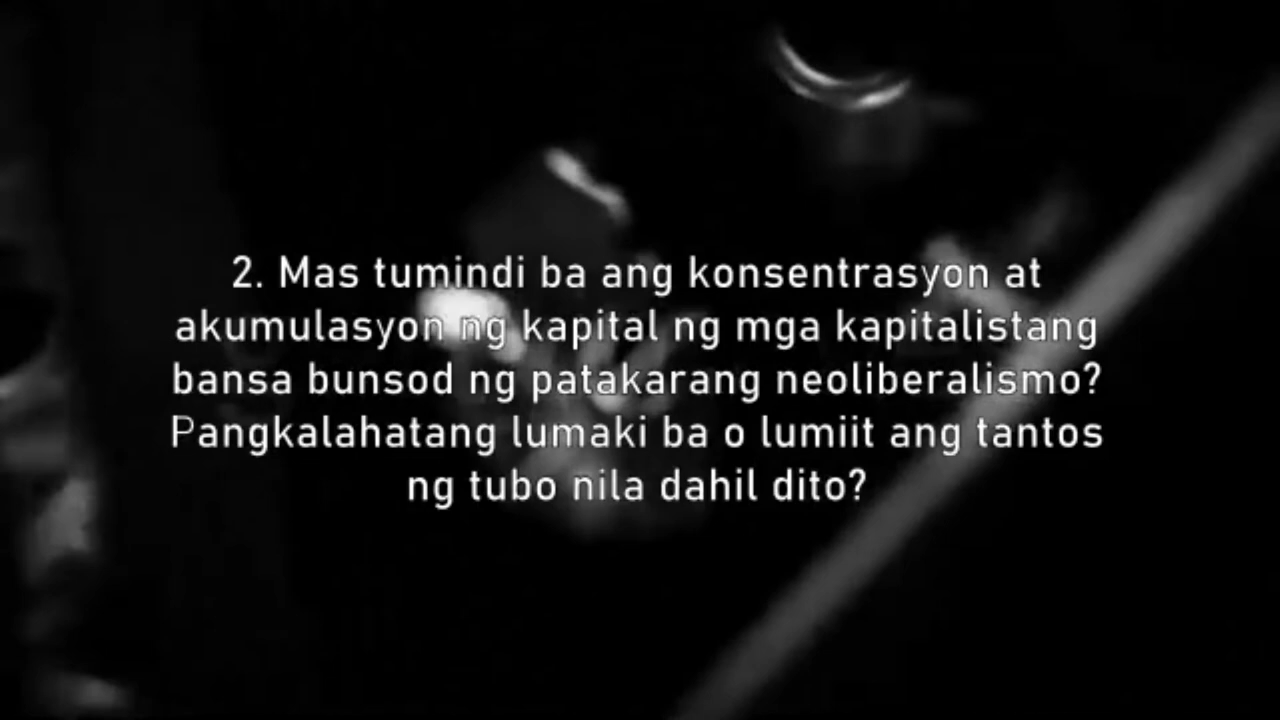 2. Mas tumindi ba ang konsentrasyon at
akumulasyon ng kapital ng mga kapitalistang
bansa bunsod ng patakarang neoliberalismo?
Pangkalahatang lumaki ba o lumiit ang tantos
ng tubo nila dahil dito?